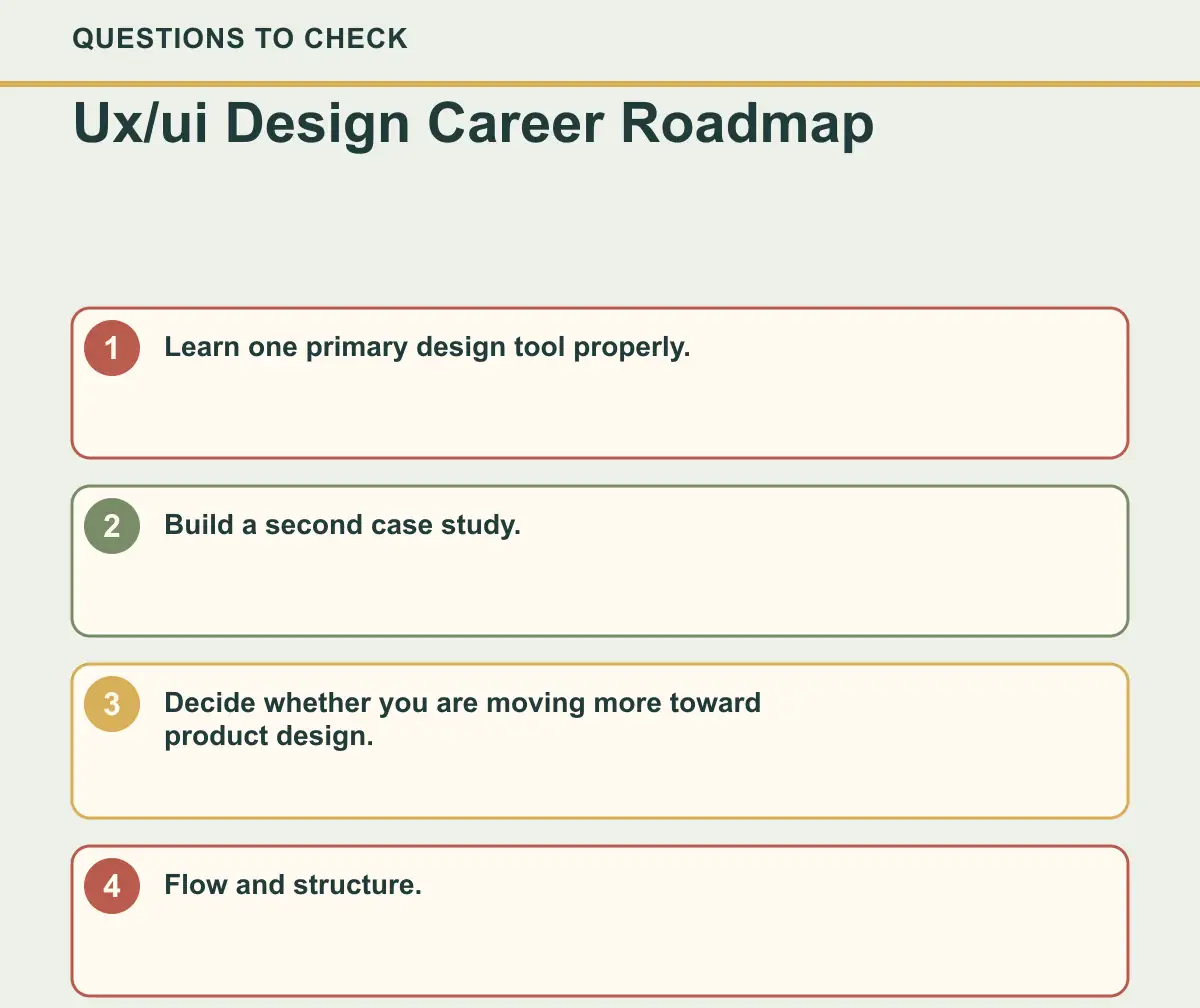 QUESTIONS TO CHECK
Ux/ui Design Career Roadmap
1 Learn one primary design tool properly.
2 Build a second case study.
3 Decide whether you are moving more toward
product design.
4 Flow and structure.